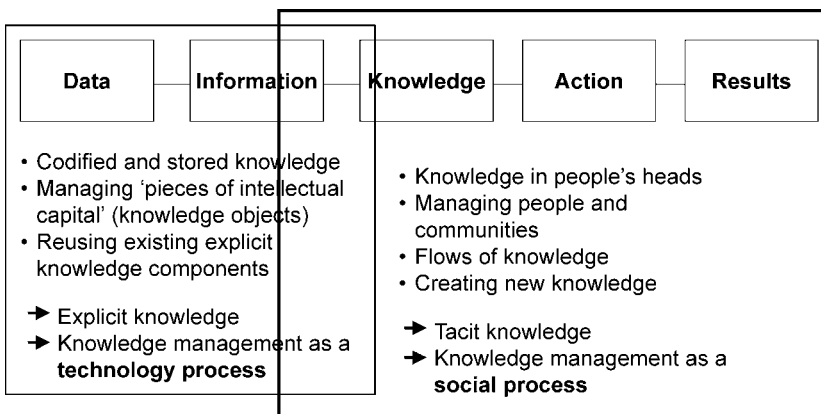 Data Information Knowledge Action Results
• Codified and stored knowledge
• Managing ‘pieces of intellectual
capital’ (knowledge objects)
• Reusing existing explicit
knowledge components
➔ Explicit knowledge
➔ Knowledge management as a
technology process
• Knowledge in people’s heads
• Managing people and
communities
• Flows of knowledge
• Creating new knowledge
➔ Tacit knowledge
➔ Knowledge management as a
social process